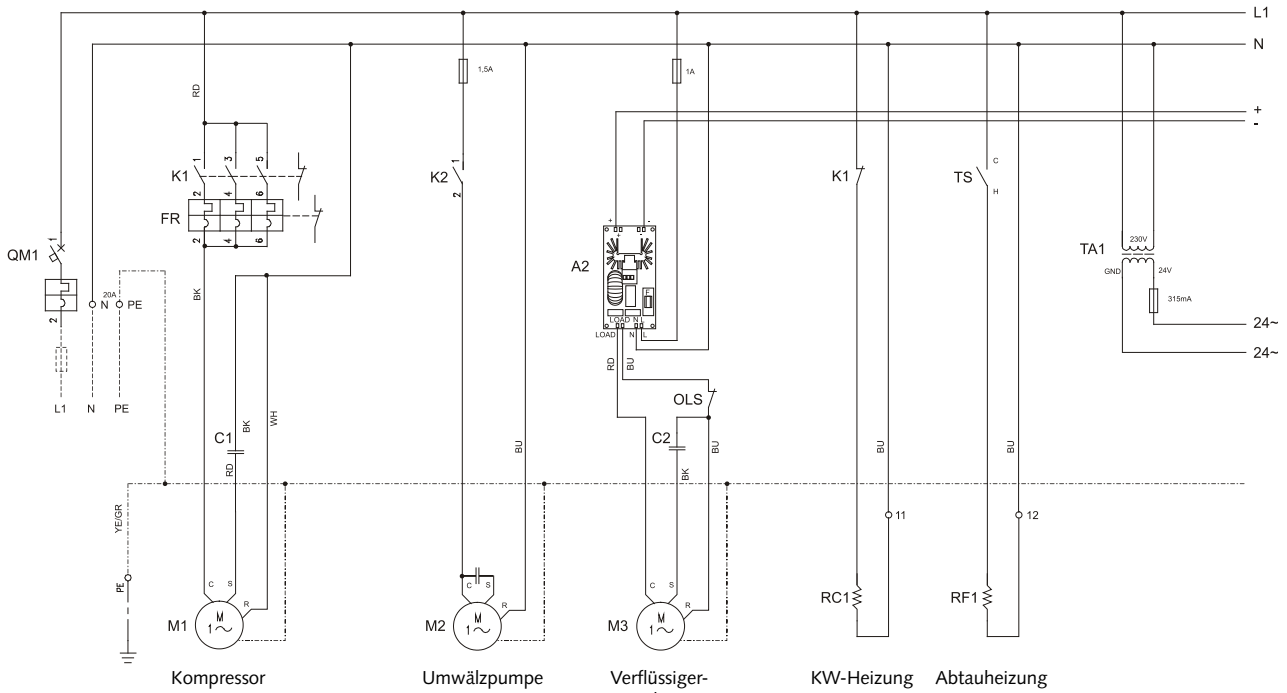 L1
N
1,5A
1A
RD
+
-
1 3 5
K1
2 4 6
FR
2 4 6
1
K2
2
K1
TS
C
H
QM1
1
2
20A
N
PE
L1 N PE
BK
+ -
+ -
A2
F
LOAD N L
LOAD N L
RD
BU
OLS
TA1
230V
GND
24V
315mA
24~
24~
C1
BK
RD
WH
BU
C2
BK
BU
BU
BU
YE/GR
PE
11
12
C S
R
M1
M
1~
C S
R
M2
M
1~
C S
R
M3
M
1~
RC1
RF1
Kompressor
Umwälzpumpe
Verflüssiger-
KW-Heizung
Abtauheizung